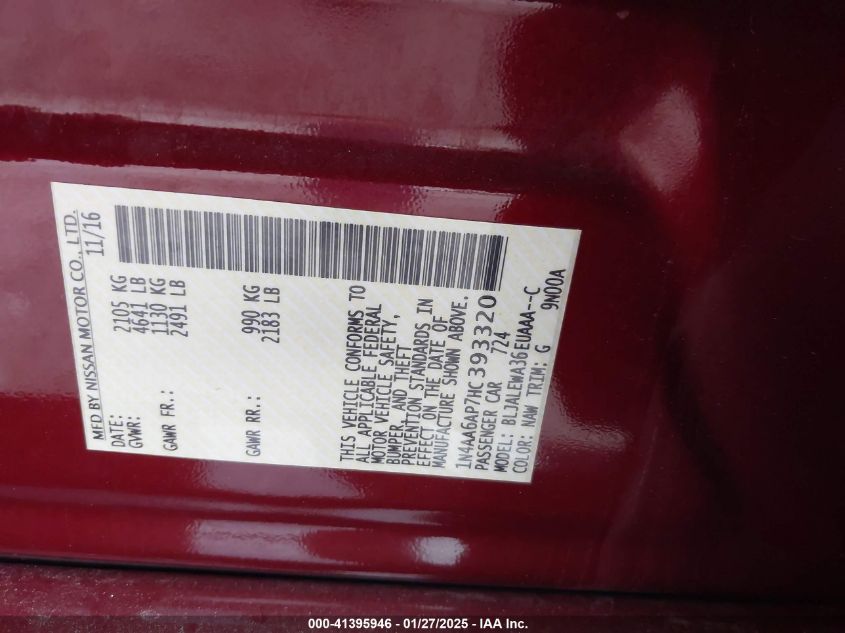 MFD BY NISSAN MOTOR CO., LTD.
DATE: 11/16
GVWR: 2105 KG
4641 LB
GAWR FR.: 1130 KG
2491 LB
GAWR RR.: 990 KG
2183 LB
THIS VEHICLE CONFORMS TO
ALL APPLICABLE FEDERAL
MOTOR VEHICLE SAFETY,
BUMPER, AND THEFT
PREVENTION STANDARDS IN
EFFECT ON THE DATE OF
MANUFACTURE SHOWN ABOVE.
1N4AA6AP7HC393320
PASSENGER CAR 724
MODEL: BLJALEWA36EUAAA--C
COLOR: NAW TRIM: G 9N00A
000-41395946 - 01/27/2025 - IAA Inc.